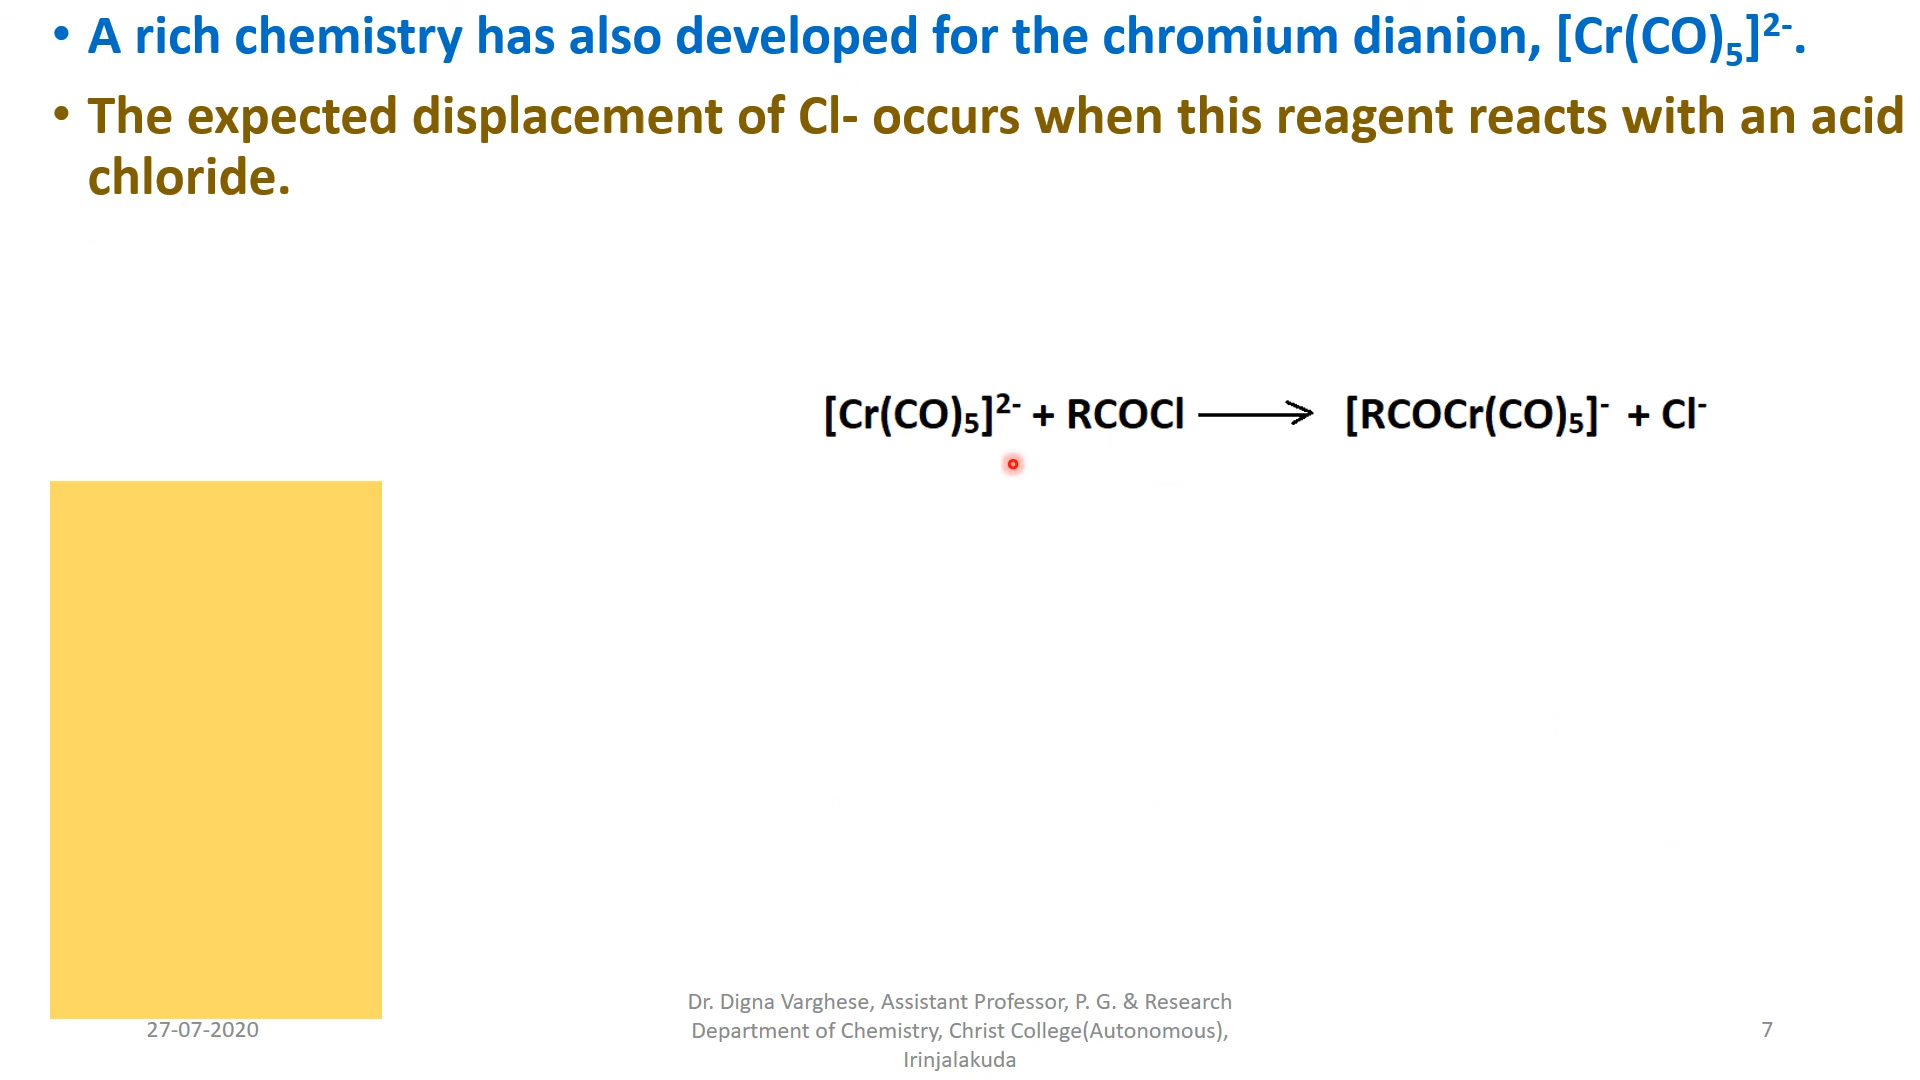 • A rich chemistry has also developed for the chromium dianion, [Cr(CO)₅]²⁻.
• The expected displacement of Cl- occurs when this reagent reacts with an acid
chloride.
[Cr(CO)₅]²⁻ + RCOCl ⟶ [RCOCr(CO)₅]⁻ + Cl⁻
Dr. Digna Varghese, Assistant Professor, P. G. & Research
Department of Chemistry, Christ College(Autonomous),
Irinjalakuda
27-07-2020
7